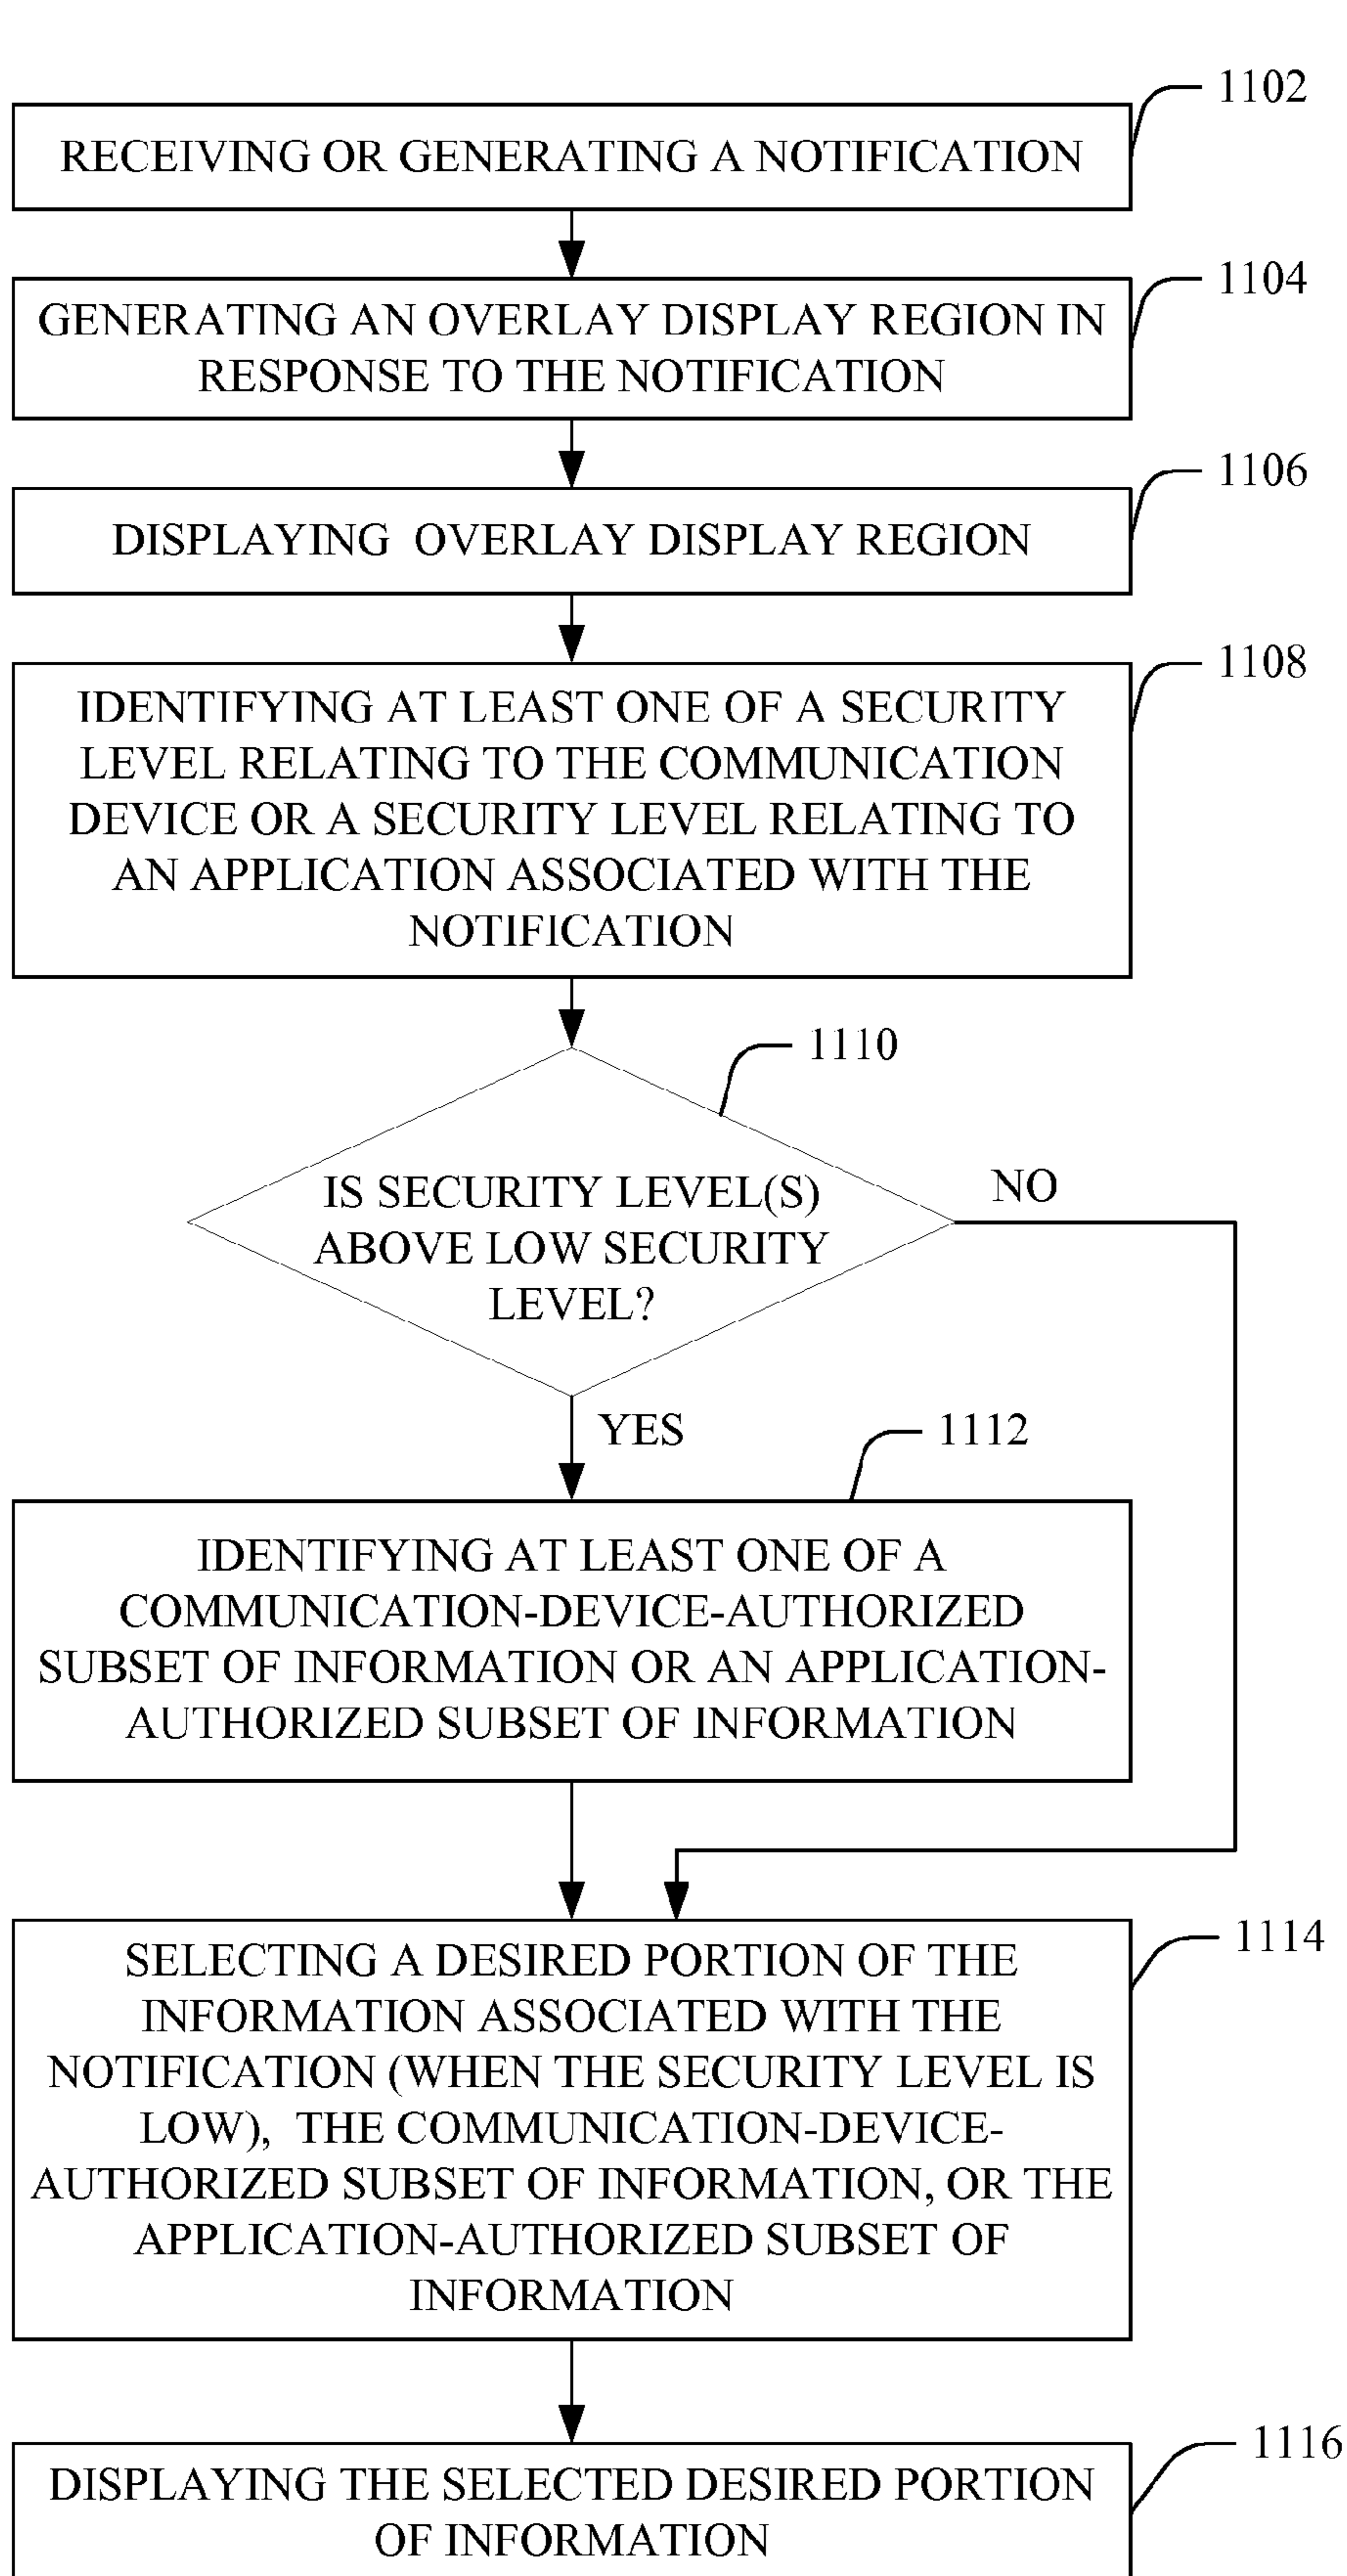 1102
RECEIVING OR GENERATING A NOTIFICATION
1104
GENERATING AN OVERLAY DISPLAY REGION IN
RESPONSE TO THE NOTIFICATION
1106
DISPLAYING OVERLAY DISPLAY REGION
1108
IDENTIFYING AT LEAST ONE OF A SECURITY
LEVEL RELATING TO THE COMMUNICATION
DEVICE OR A SECURITY LEVEL RELATING TO
AN APPLICATION ASSOCIATED WITH THE
NOTIFICATION
1110
IS SECURITY LEVEL(S)
ABOVE LOW SECURITY
LEVEL?
NO
YES
1112
IDENTIFYING AT LEAST ONE OF A
COMMUNICATION-DEVICE-AUTHORIZED
SUBSET OF INFORMATION OR AN APPLICATION-
AUTHORIZED SUBSET OF INFORMATION
1114
SELECTING A DESIRED PORTION OF THE
INFORMATION ASSOCIATED WITH THE
NOTIFICATION (WHEN THE SECURITY LEVEL IS
LOW), THE COMMUNICATION-DEVICE-
AUTHORIZED SUBSET OF INFORMATION, OR THE
APPLICATION-AUTHORIZED SUBSET OF
INFORMATION
1116
DISPLAYING THE SELECTED DESIRED PORTION
OF INFORMATION